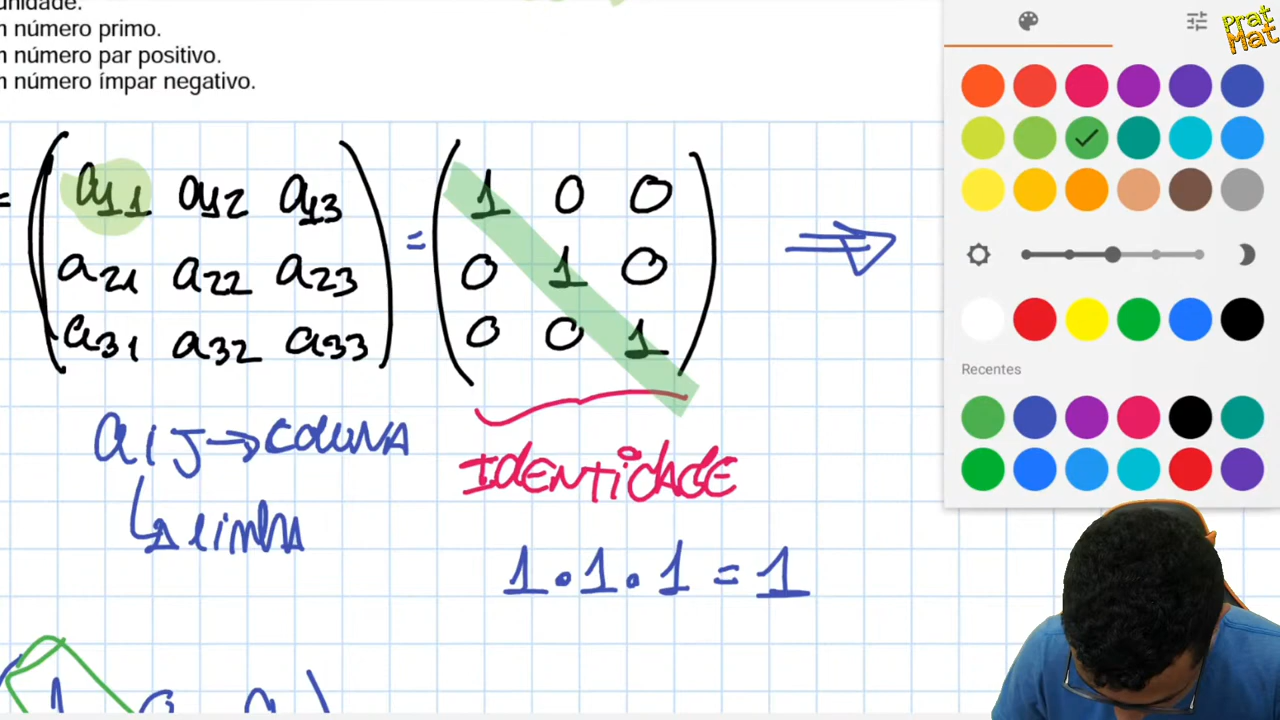 unidade.
número primo.
número par positivo.
número ímpar negativo.
Prat
Mat
= a11 a12 a13 = 1 0 0
a21 a22 a23 0 1 0
a31 a32 a33 0 0 1
aij → COLUNA
linha
IDENTIDADE
1 . 1 . 1 = 1
Recentes
1